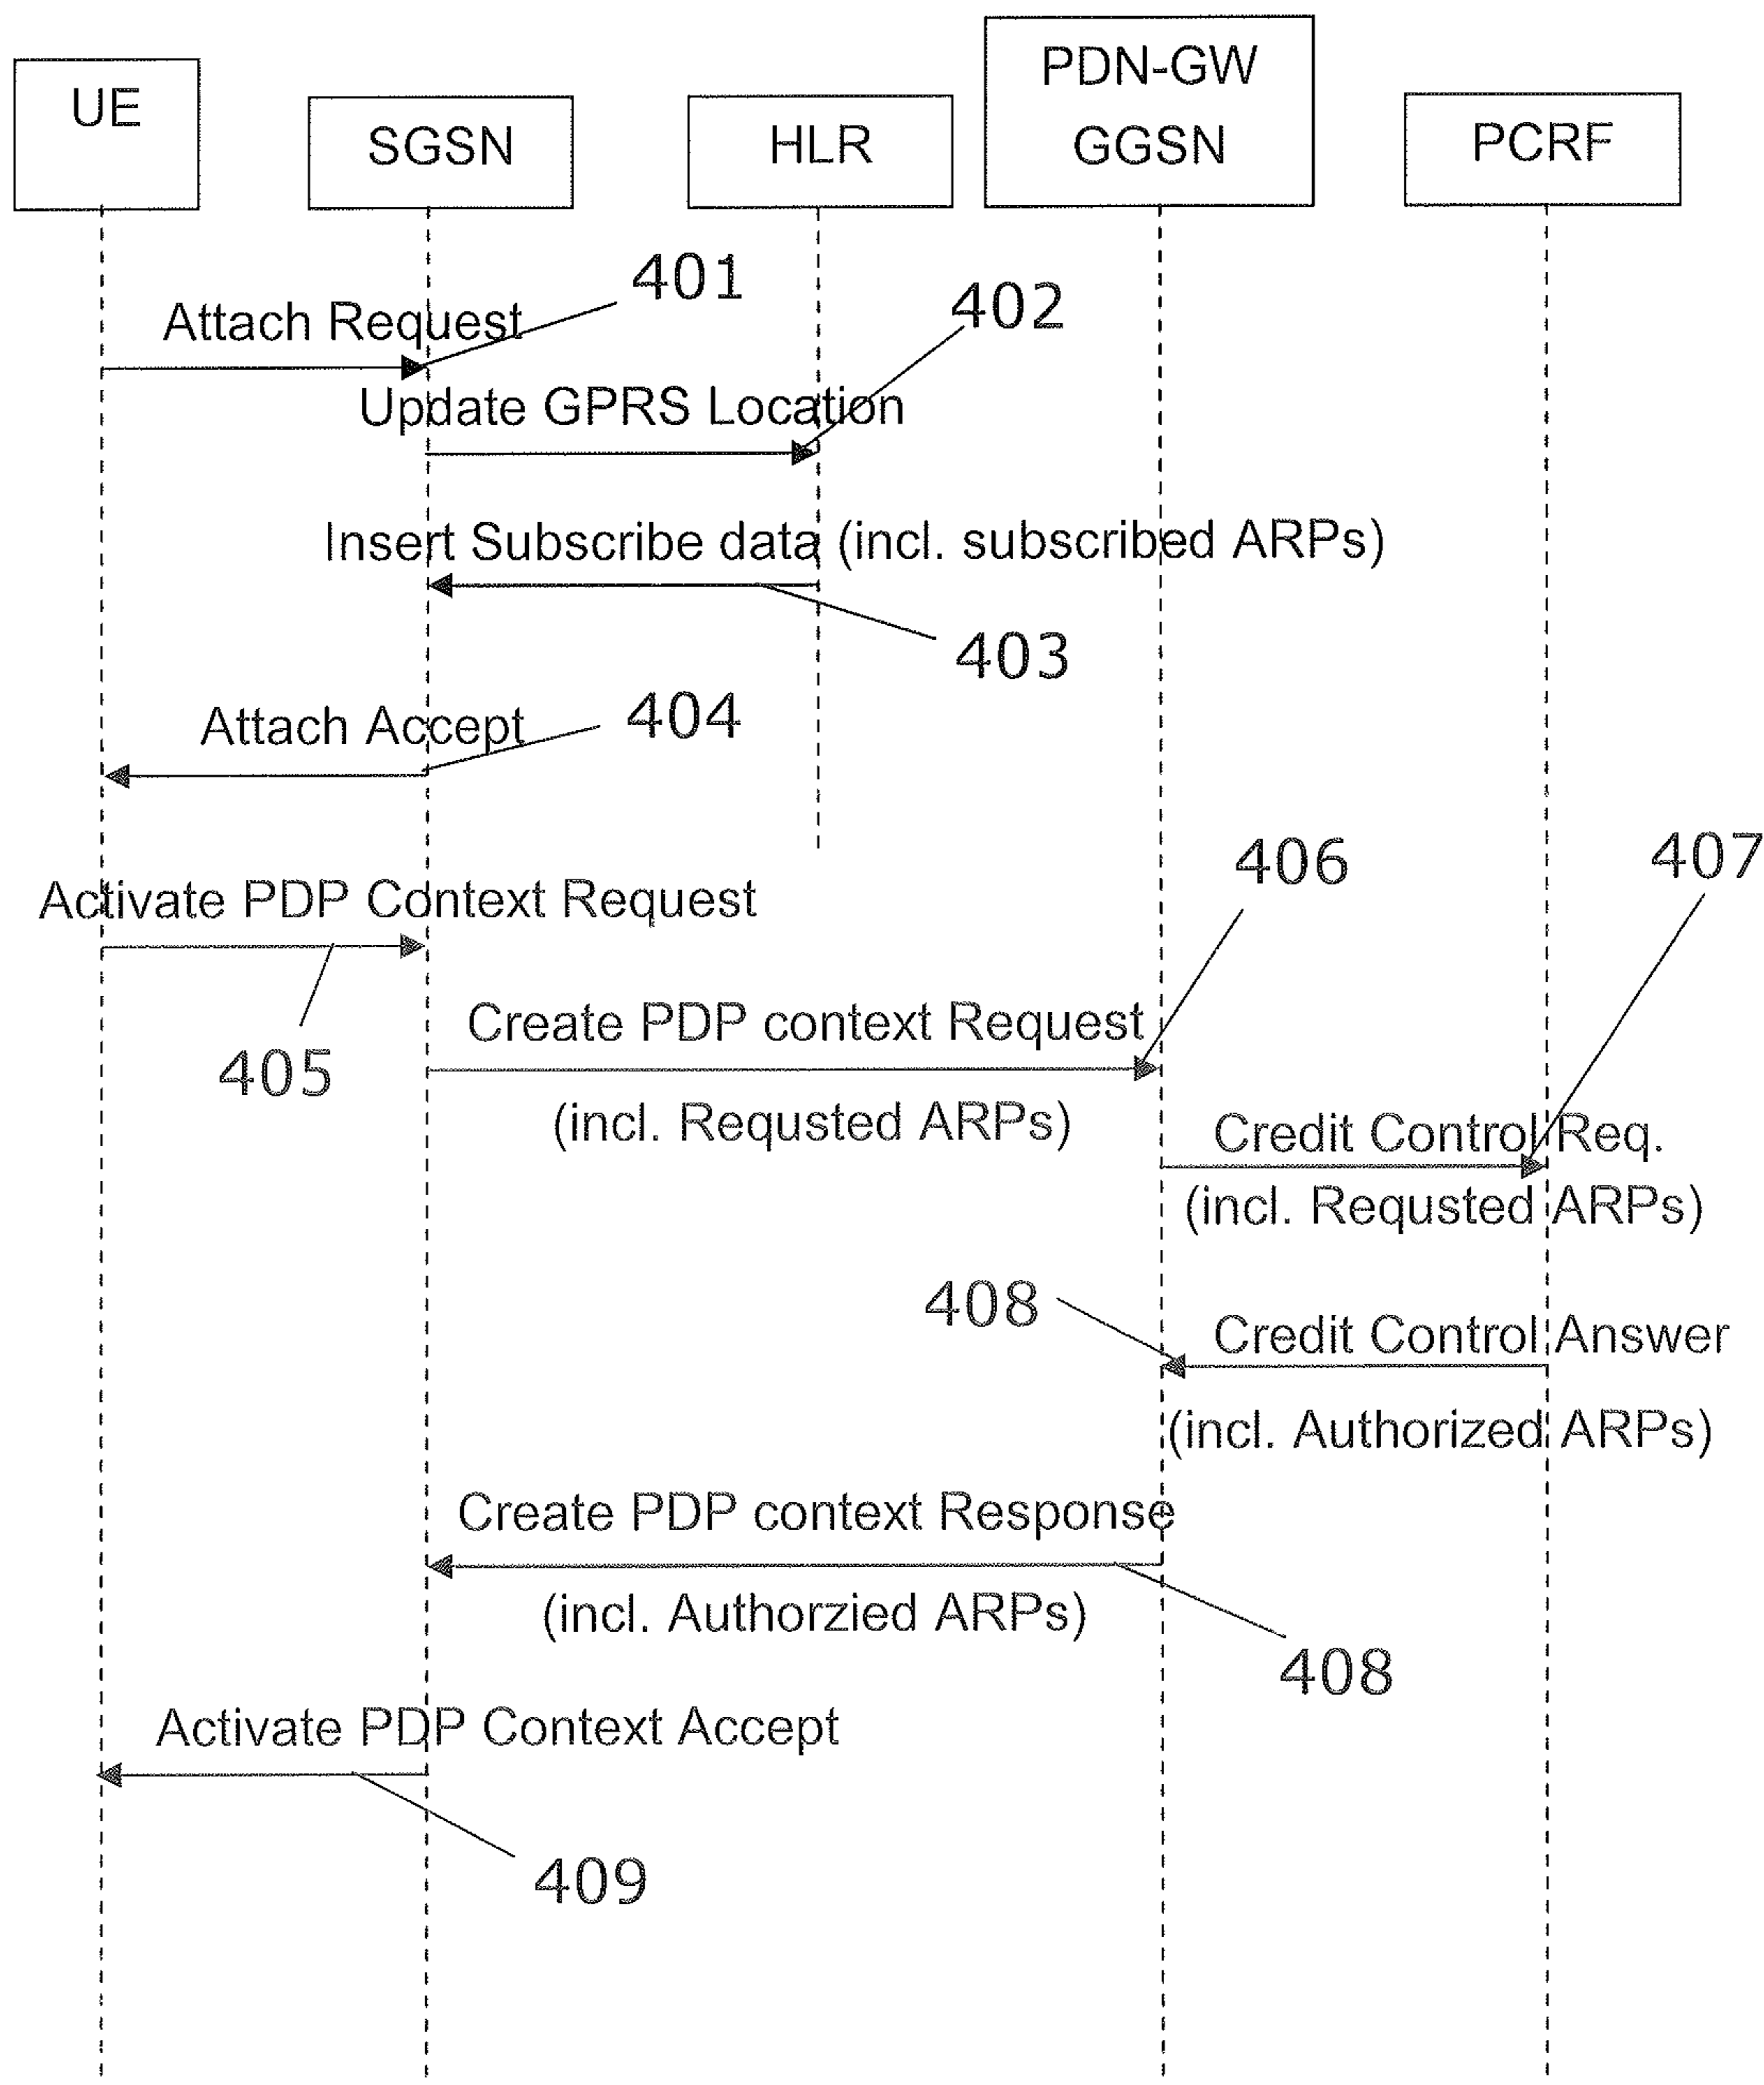 UE
SGSN
HLR
PDN-GW
GGSN
PCRF
401
Attach Request
402
Update GPRS Location
Insert Subscribe data (incl. subscribed ARPs)
403
Attach Accept
404
406
407
Activate PDP Context Request
405
Create PDP context Request
(incl. Requsted ARPs)
Credit Control Req.
(incl. Requsted ARPs)
408
Credit Control Answer
(incl. Authorized ARPs)
Create PDP context Response
(incl. Authorzied ARPs)
408
Activate PDP Context Accept
409